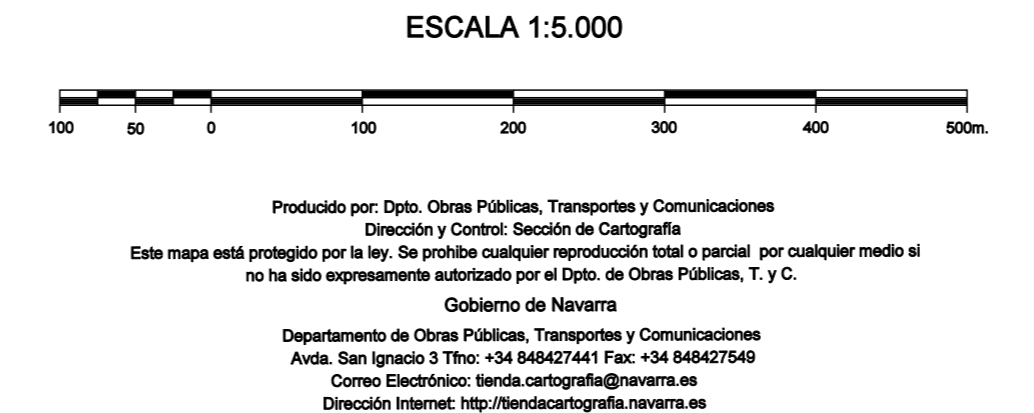 ESCALA 1:5.000
100 50 0 100 200 300 400 500m.
Producido por: Dpto. Obras Públicas, Transportes y Comunicaciones
Dirección y Control: Sección de Cartografía
Este mapa está protegido por la ley. Se prohibe cualquier reproducción total o parcial por cualquier medio si
no ha sido expresamente autorizado por el Dpto. de Obras Públicas, T. y C.
Gobierno de Navarra
Departamento de Obras Públicas, Transportes y Comunicaciones
Avda. San Ignacio 3 Tfno: +34 848427441 Fax: +34 848427549
Correo Electrónico: tienda.cartografia@navarra.es
Dirección Internet: http://tiendacartografia.navarra.es